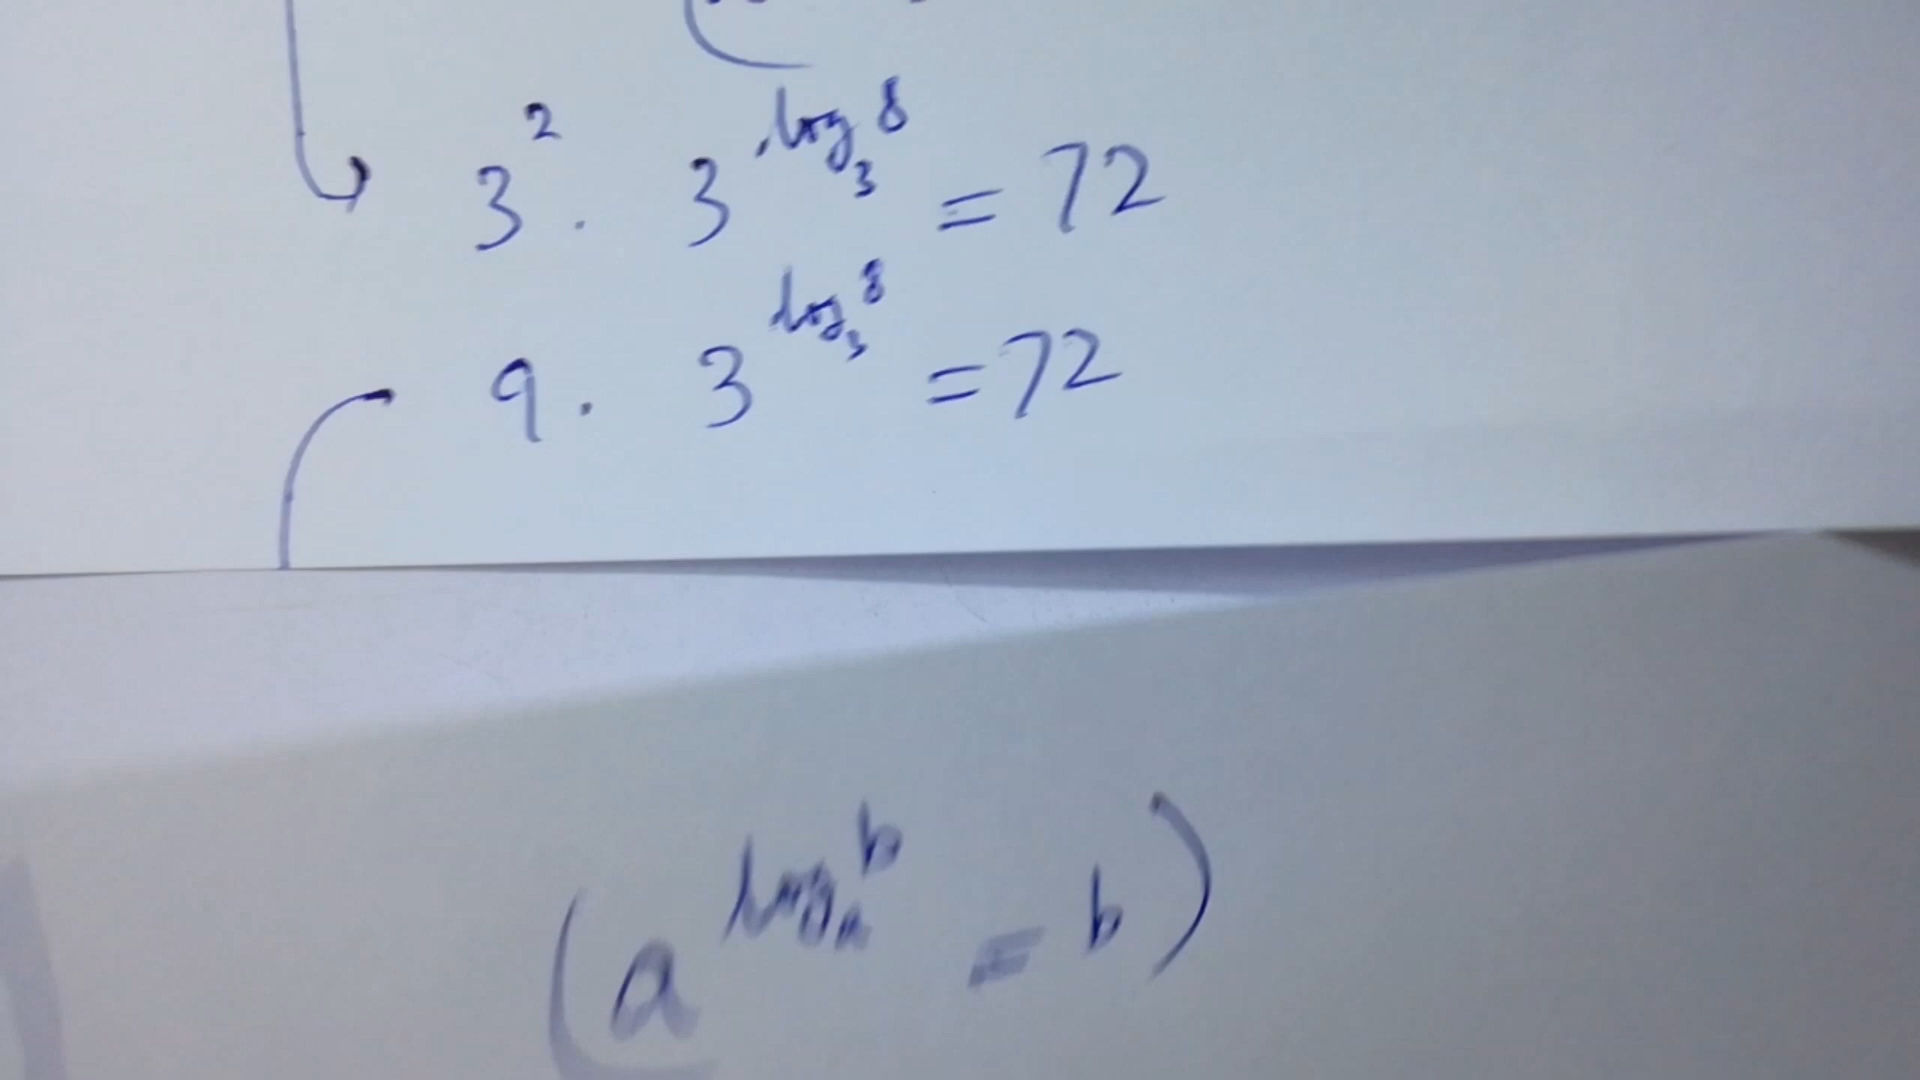 3² · 3^log₃8 = 72
9 · 3^log₃8 = 72
(a^logₐb = b)